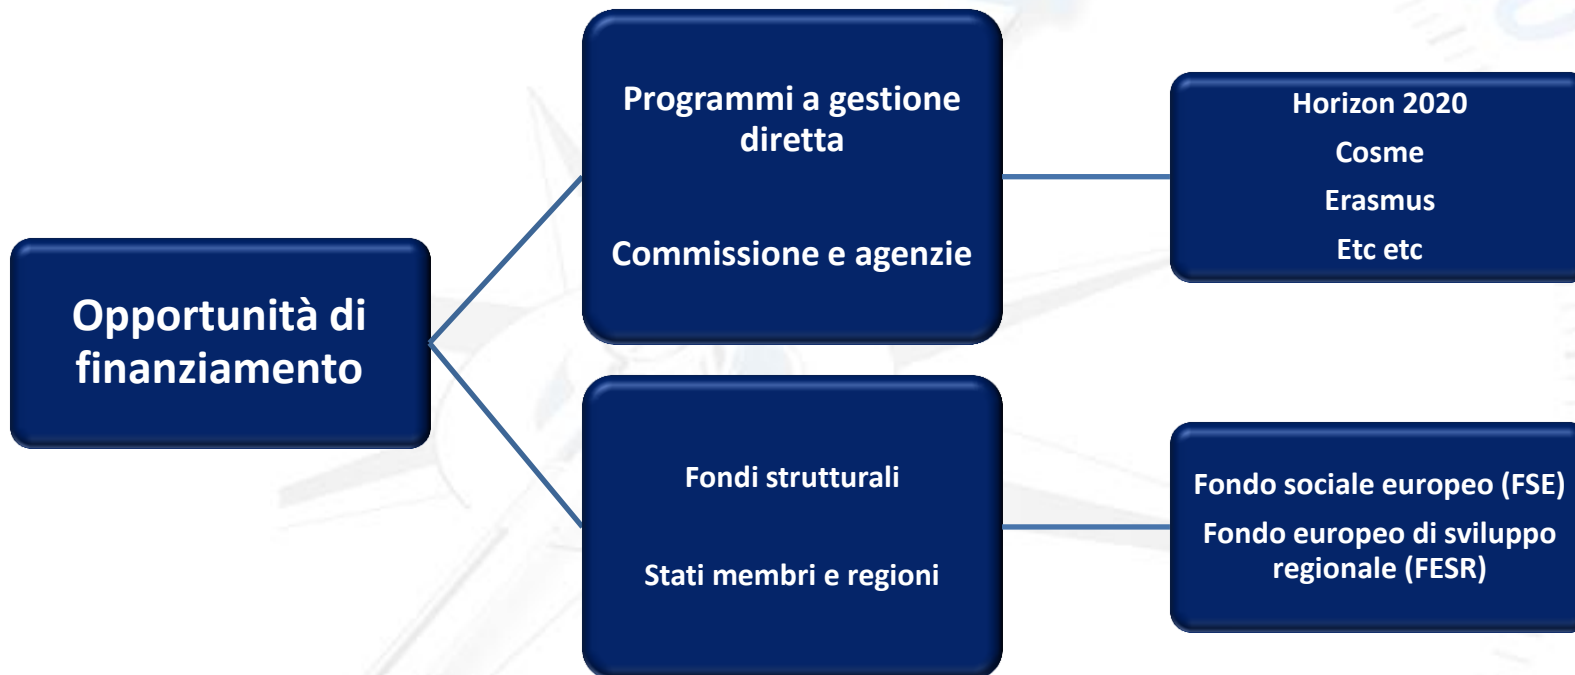 Opportunità di
finanziamento
Programmi a gestione
diretta
Commissione e agenzie
Horizon 2020
Cosme
Erasmus
Etc etc
Fondi strutturali
Stati membri e regioni
Fondo sociale europeo (FSE)
Fondo europeo di sviluppo
regionale (FESR)